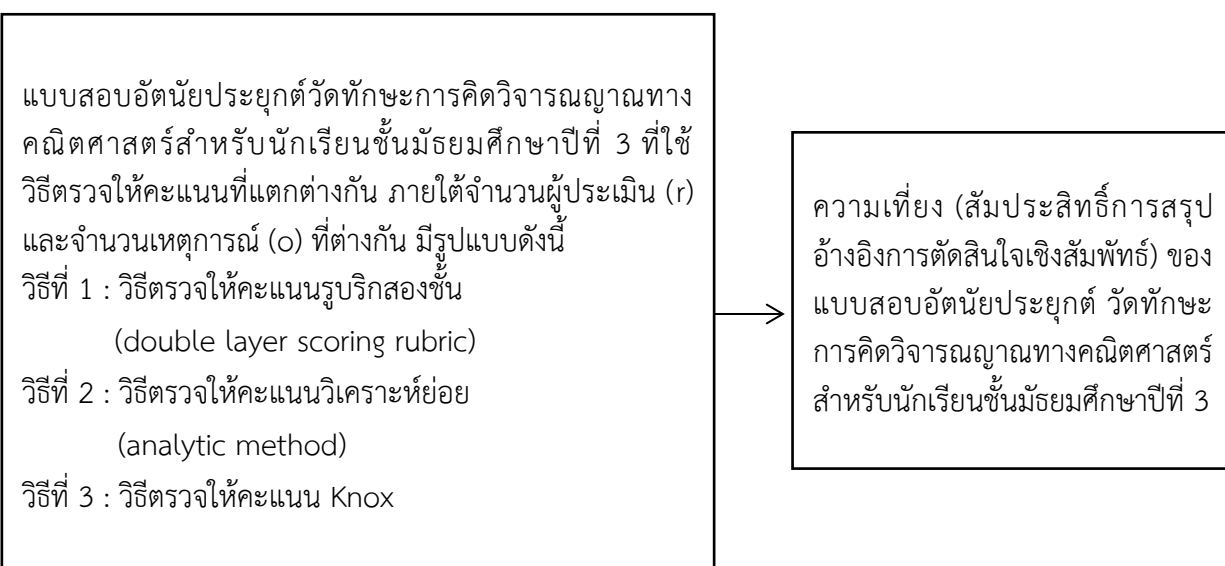 แบบสอบอัตนัยประยุกต์วัดทักษะการคิดวิจารณญาณทาง
คณิตศาสตร์สำหรับนักเรียนชั้นมัธยมศึกษาปีที่ 3 ที่ใช้
วิธีตรวจให้คะแนนที่แตกต่างกัน ภายใต้จำนวนผู้ประเมิน (r)
และจำนวนเหตุการณ์ (o) ที่ต่างกัน มีรูปแบบดังนี้
วิธีที่ 1 : วิธีตรวจให้คะแนนรูบริกสองชั้น
(double layer scoring rubric)
วิธีที่ 2 : วิธีตรวจให้คะแนนวิเคราะห์ย่อย
(analytic method)
วิธีที่ 3 : วิธีตรวจให้คะแนน Knox
ความเที่ยง (สัมประสิทธิ์การสรุป
อ้างอิงการตัดสินใจเชิงสัมพัทธ์) ของ
แบบสอบอัตนัยประยุกต์ วัดทักษะ
การคิดวิจารณญาณทางคณิตศาสตร์
สำหรับนักเรียนชั้นมัธยมศึกษาปีที่ 3